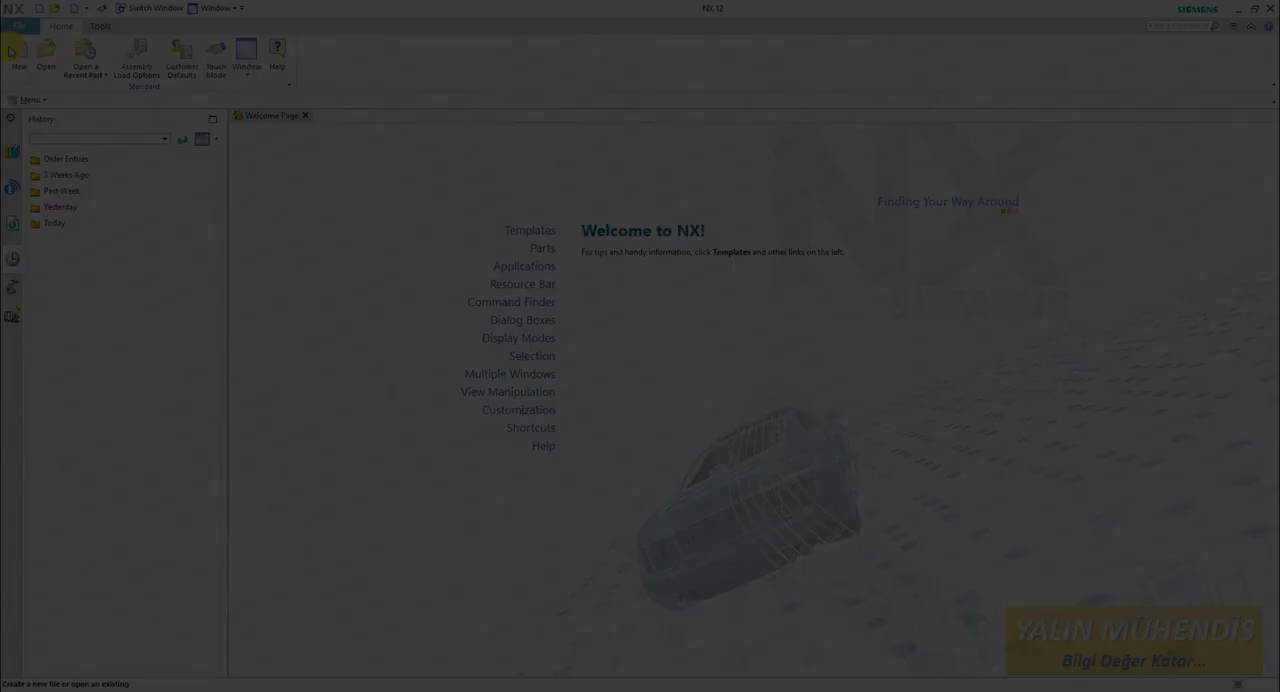 NX
Switch Window
Window
NX 12
SIEMENS
File
Home
Tools
New
Open
Open a
Recent Part
Assembly
Load Options
Customer
Defaults
Touch
Mode
Window
Help
Standard
Menu
History
Welcome Page
Older Entries
3 Weeks Ago
Past Week
Yesterday
Today
Finding Your Way Around
Templates
Welcome to NX!
Parts
For tips and handy information, click Templates and other links on the left.
Applications
Resource Bar
Command Finder
Dialog Boxes
Display Modes
Selection
Multiple Windows
View Manipulation
Customization
Shortcuts
Help
NX
SIEMENS
YALIN MÜHENDİS
Bilgi Değer Katar...
Create a new file or open an existing